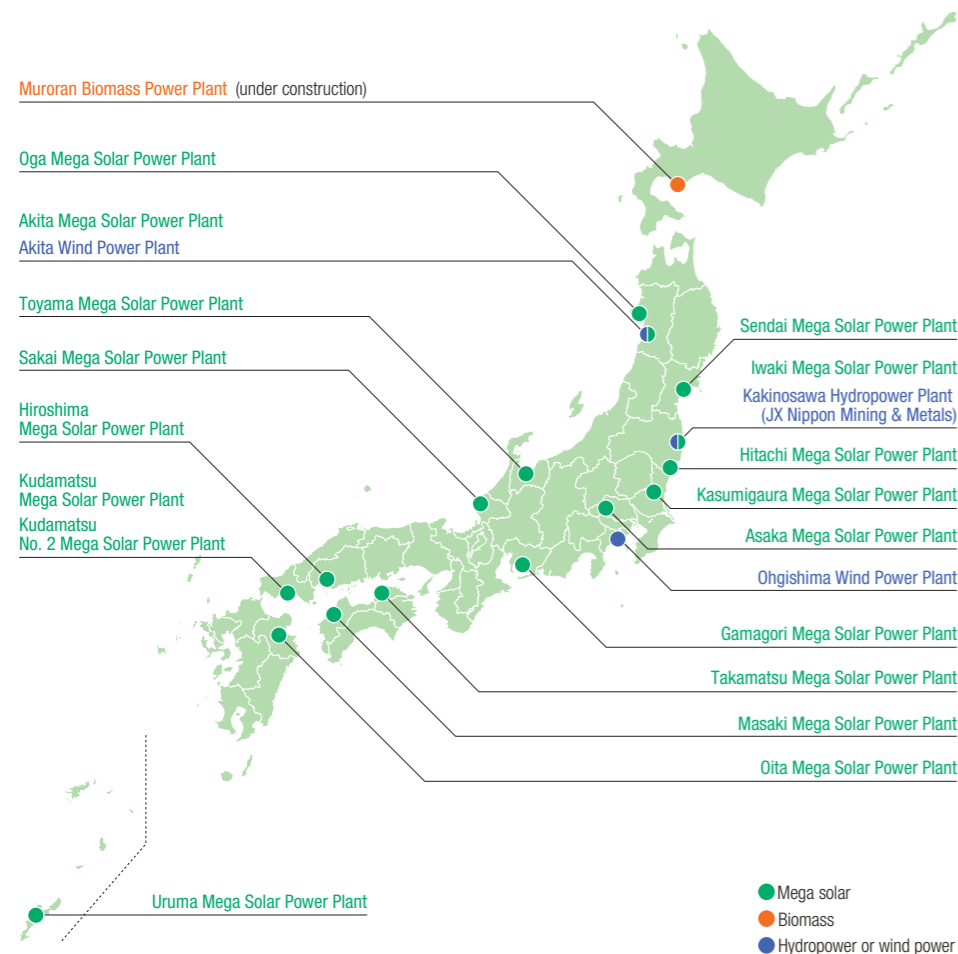 Muroran Biomass Power Plant (under construction)
Oga Mega Solar Power Plant
Akita Mega Solar Power Plant
Akita Wind Power Plant
Toyama Mega Solar Power Plant
Sakai Mega Solar Power Plant
Hiroshima
Mega Solar Power Plant
Kudamatsu
Mega Solar Power Plant
Kudamatsu
No. 2 Mega Solar Power Plant
Sendai Mega Solar Power Plant
Iwaki Mega Solar Power Plant
Kakinosawa Hydropower Plant
(JX Nippon Mining & Metals)
Hitachi Mega Solar Power Plant
Kasumigaura Mega Solar Power Plant
Asaka Mega Solar Power Plant
Ohgishima Wind Power Plant
Gamagori Mega Solar Power Plant
Takamatsu Mega Solar Power Plant
Masaki Mega Solar Power Plant
Oita Mega Solar Power Plant
Uruma Mega Solar Power Plant
Mega solar
Biomass
Hydropower or wind power